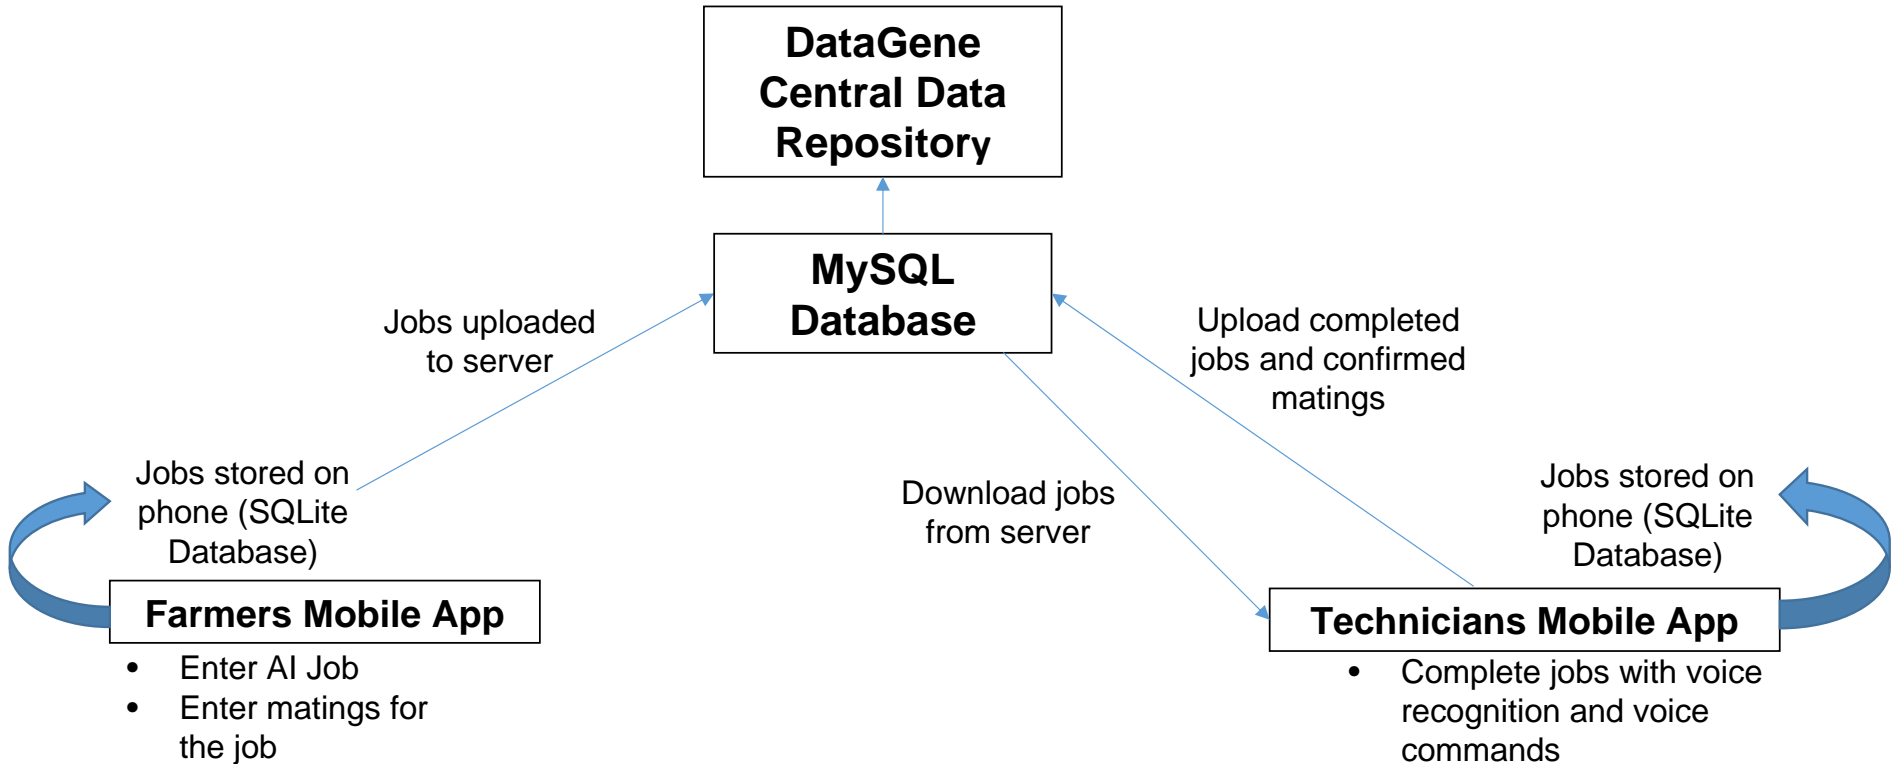 DataGene
Central Data
Repository
MySQL
Database
Jobs uploaded
to server
Upload completed
jobs and confirmed
matings
Jobs stored on
phone (SQLite
Database)
Download jobs
from server
Jobs stored on
phone (SQLite
Database)
Farmers Mobile App
• Enter AI Job
• Enter matings for
the job
Technicians Mobile App
• Complete jobs with voice
recognition and voice
commands